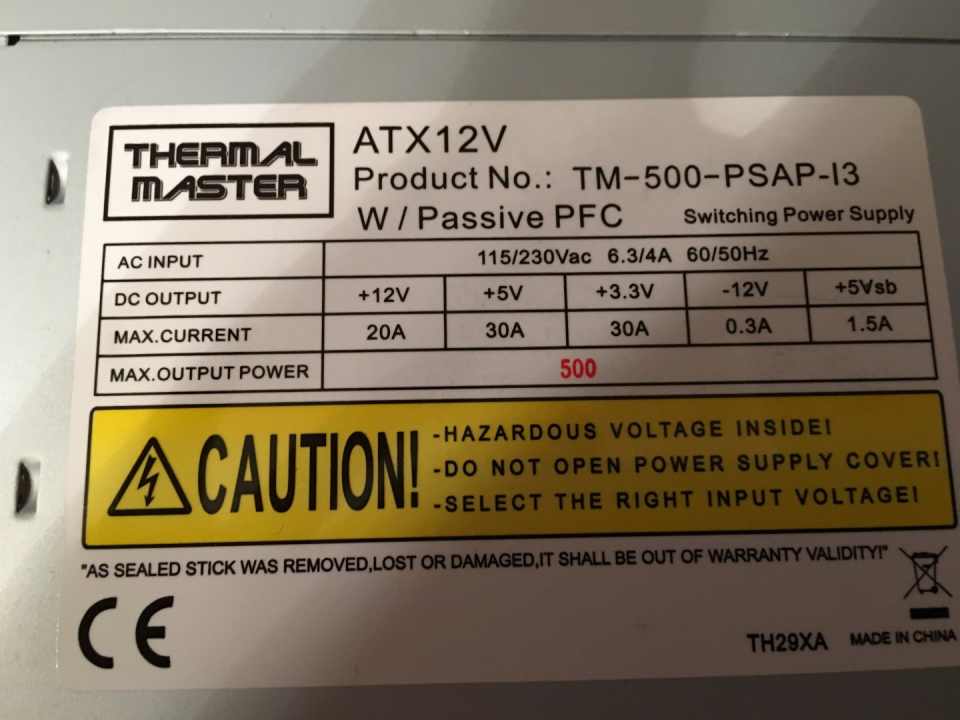 THERMAL
MASTER
ATX12V
Product No.: TM-500-PSAP-I3
W / Passive PFC Switching Power Supply
AC INPUT 115/230Vac 6.3/4A 60/50Hz
DC OUTPUT +12V +5V +3.3V -12V +5Vsb
MAX.CURRENT 20A 30A 30A 0.3A 1.5A
MAX.OUTPUT POWER 500
CAUTION!
-HAZARDOUS VOLTAGE INSIDE!
-DO NOT OPEN POWER SUPPLY COVER!
-SELECT THE RIGHT INPUT VOLTAGE!
"AS SEALED STICK WAS REMOVED,LOST OR DAMAGED,IT SHALL BE OUT OF WARRANTY VALIDITY!"
CE
TH29XA MADE IN CHINA